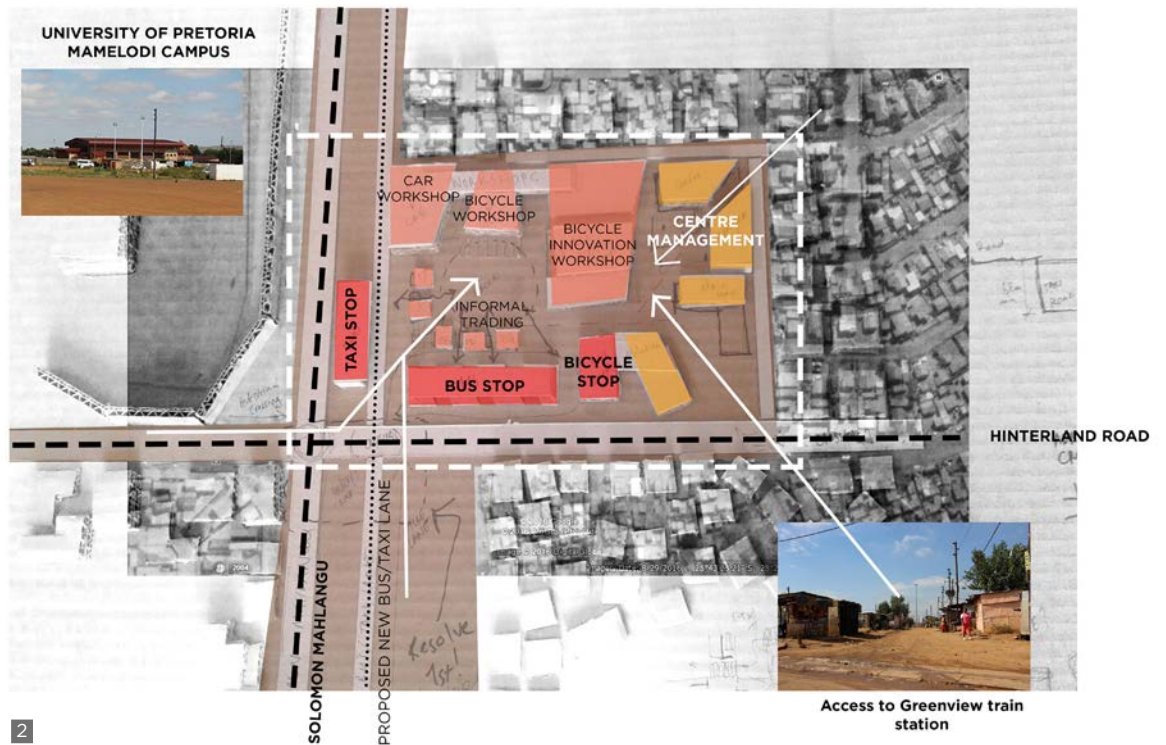 UNIVERSITY OF PRETORIA
MAMELODI CAMPUS
CAR
WORKSHOP
BICYCLE
WORKSHOP
BICYCLE
INNOVATION
WORKSHOP
CENTRE
MANAGEMENT
INFORMAL
TRADING
TAXI STOP
BUS STOP
BICYCLE
STOP
HINTERLAND ROAD
SOLOMON MAHLANGU
PROPOSED NEW BUS/TAXI LANE
Resolve
1st!
2004
Access to Greenview train
station
2